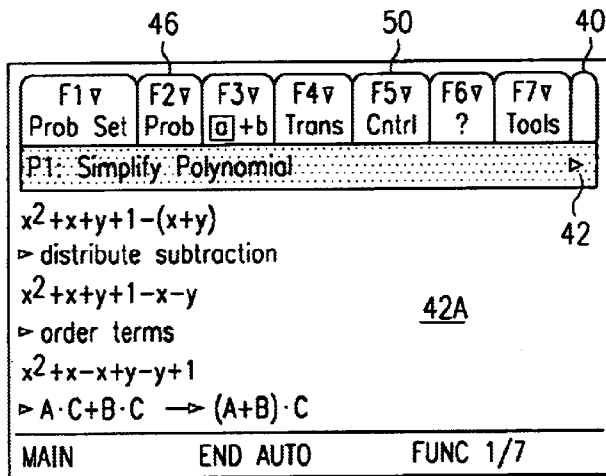 46 50 40
F1▿ F2▿ F3▿ F4▿ F5▿ F6▿ F7▿
Prob Set Prob a+b Trans Cntrl ? Tools
P1: Simplify Polynomial ▹
42
x²+x+y+1-(x+y)
▹ distribute subtraction
x²+x+y+1-x-y
42A
▹ order terms
x²+x-x+y-y+1
▹ A·C+B·C → (A+B)·C
MAIN END AUTO FUNC 1/7